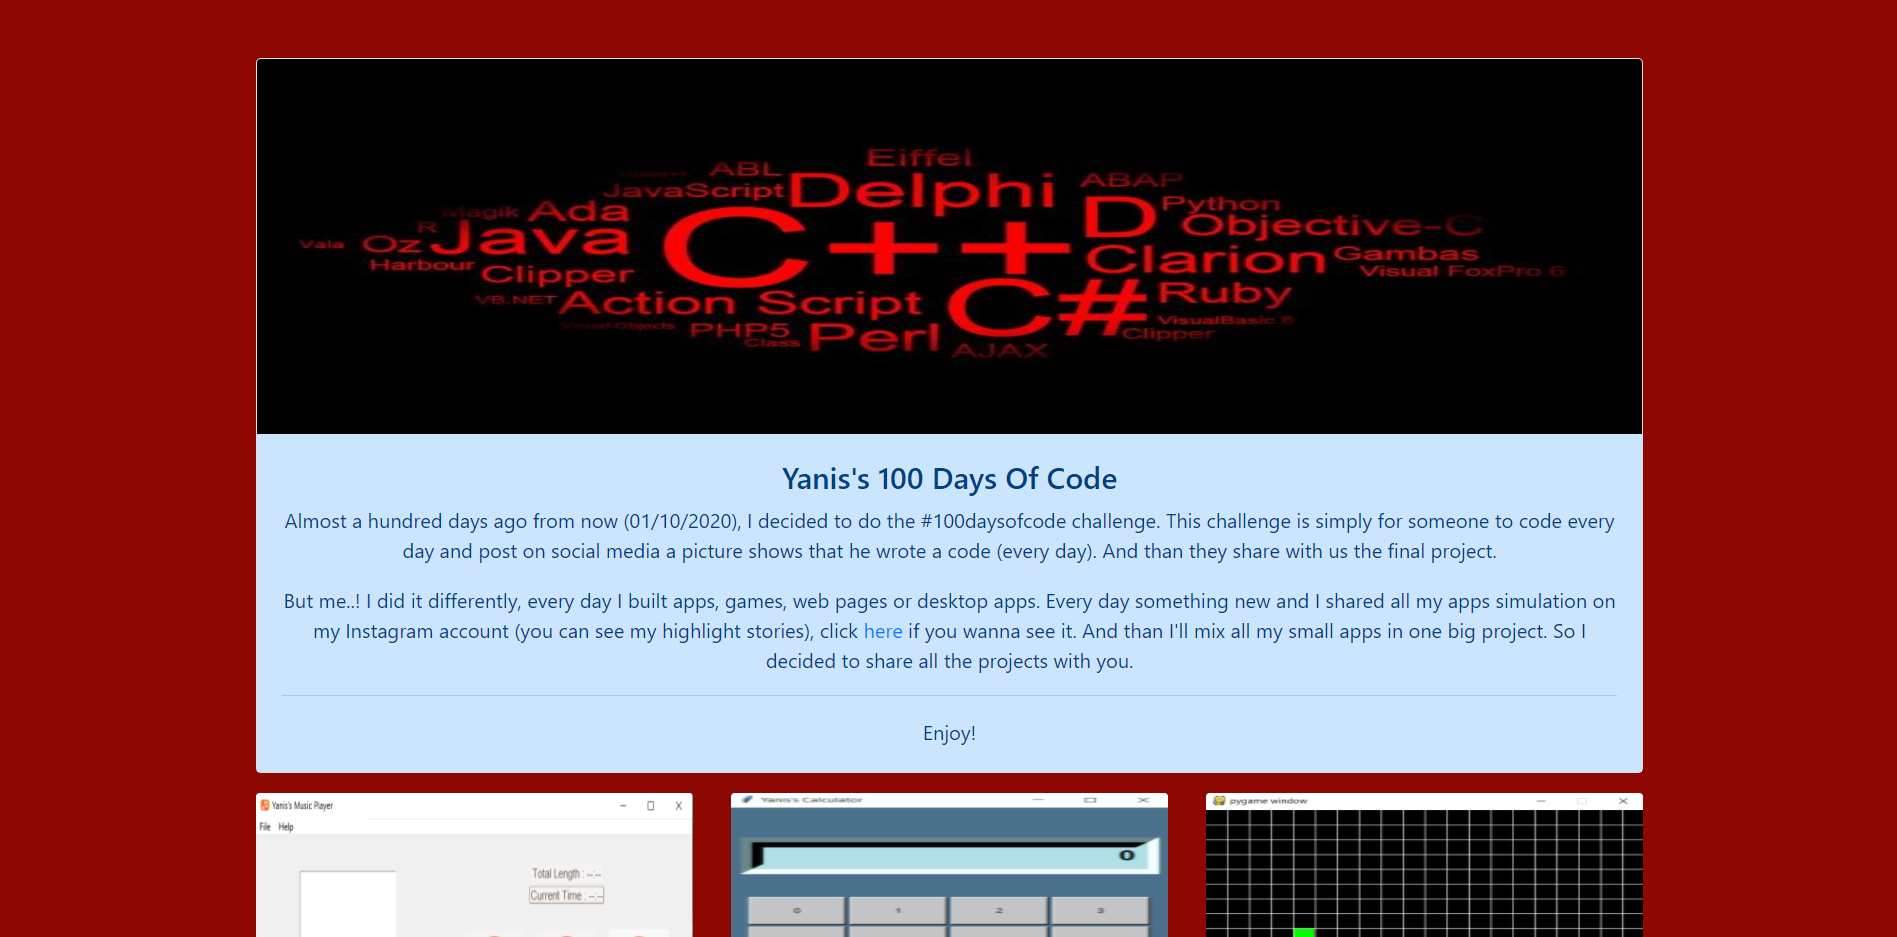 Eiffel
ABL
JavaScript
Delphi
ABAP
Magik
Ada
Python
R
D
Objective-C
Vala
Oz
Java
C++
Clarion
Gambas
Harbour
Clipper
Visual FoxPro 6
VB.NET
Action Script
C#
Ruby
Visual Objects
PHP5
Perl
VisualBasic 6
Class
Clipper
AJAX
Yanis's 100 Days Of Code
Almost a hundred days ago from now (01/10/2020), I decided to do the #100daysofcode challenge. This challenge is simply for someone to code every
day and post on social media a picture shows that he wrote a code (every day). And than they share with us the final project.
But me..! I did it differently, every day I built apps, games, web pages or desktop apps. Every day something new and I shared all my apps simulation on
my Instagram account (you can see my highlight stories), click here if you wanna see it. And than I'll mix all my small apps in one big project. So I
decided to share all the projects with you.
Enjoy!
Yanis's Music Player
File Help
Total Length : --:--
Current Time : --:--
Yanis's Calculator
0
0 1 2 3
pygame window